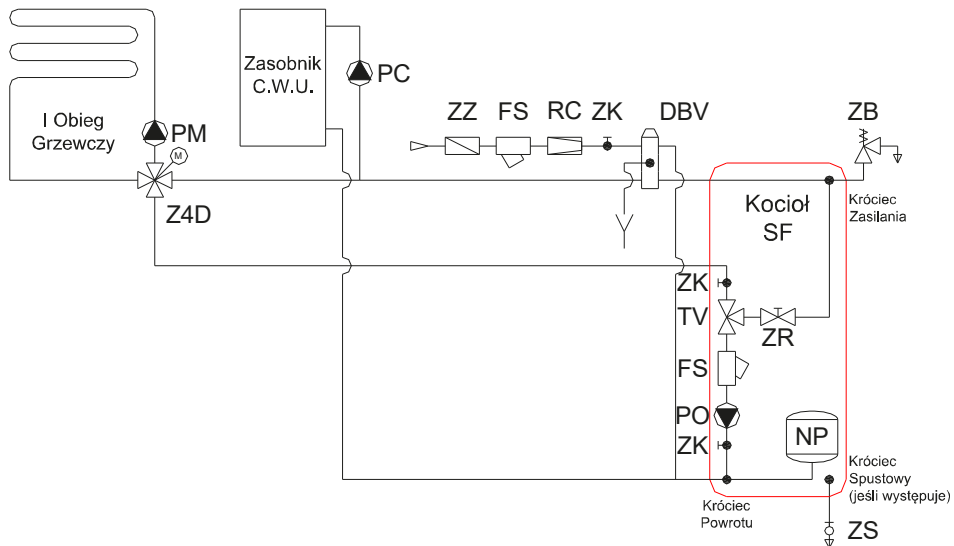 Zasobnik
C.W.U.
PC
I Obieg
Grzewczy
PM
M
Z4D
ZZ
FS
RC
ZK
DBV
ZB
Kocioł
SF
Króciec
Zasilania
ZK
TV
ZR
FS
PO
ZK
NP
Króciec
Spustowy
(jeśli występuje)
Króciec
Powrotu
ZS